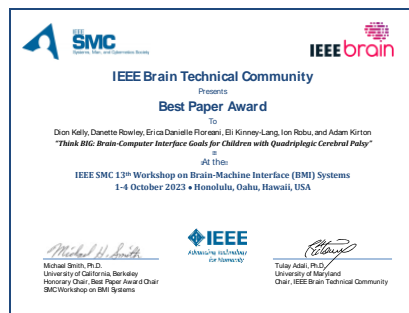 IEEE
SMC
Systems, Man, and Cybernetics Society
IEEE brain
IEEE Brain Technical Community
Presents
Best Paper Award
To
Dion Kelly, Danette Rowley, Erica Danielle Floreani, Eli Kinney-Lang, Ion Robu, and Adam Kirton
"Think BIG: Brain-Computer Interface Goals for Children with Quadriplegic Cerebral Palsy"
At the
IEEE SMC 13th Workshop on Brain-Machine Interface (BMI) Systems
1-4 October 2023 • Honolulu, Oahu, Hawaii, USA
Michael H. Smith
IEEE
Advancing Technology
for Humanity
Michael Smith, Ph.D.
University of California, Berkeley
Honorary Chair, Best Paper Award Chair
SMC Workshop on BMI Systems
Tulay Adali, Ph.D.
University of Maryland
Chair, IEEE Brain Technical Community